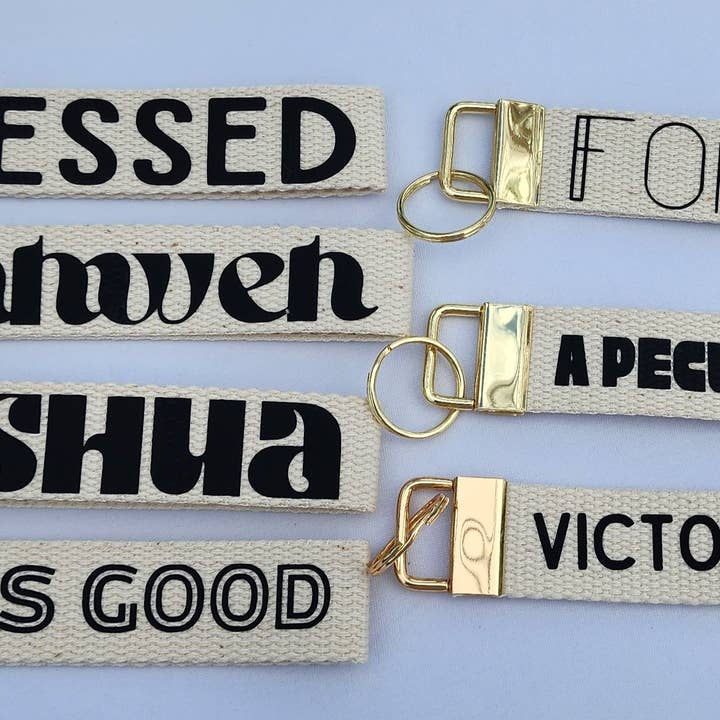 ESSED
ahweh
SHUA
S GOOD
FO
A PECU
VICTO